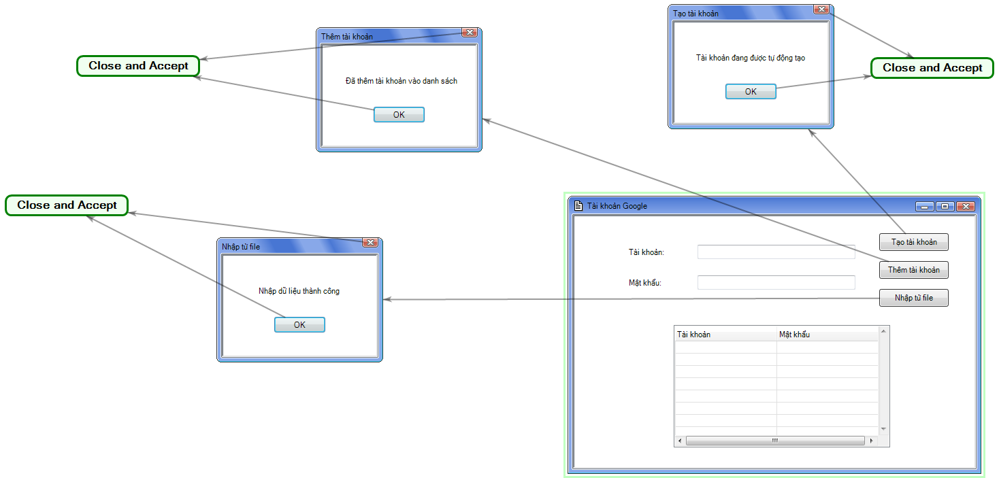 Tạo tài khoản
Tài khoản đang được tự động tạo
OK
Close and Accept
Thêm tài khoản
Đã thêm tài khoản vào danh sách
OK
Close and Accept
Close and Accept
Nhập từ file
Nhập dữ liệu thành công
OK
Tài khoản Google
Tài khoản:
Mật khẩu:
Tạo tài khoản
Thêm tài khoản
Nhập từ file
Tài khoản Mật khẩu